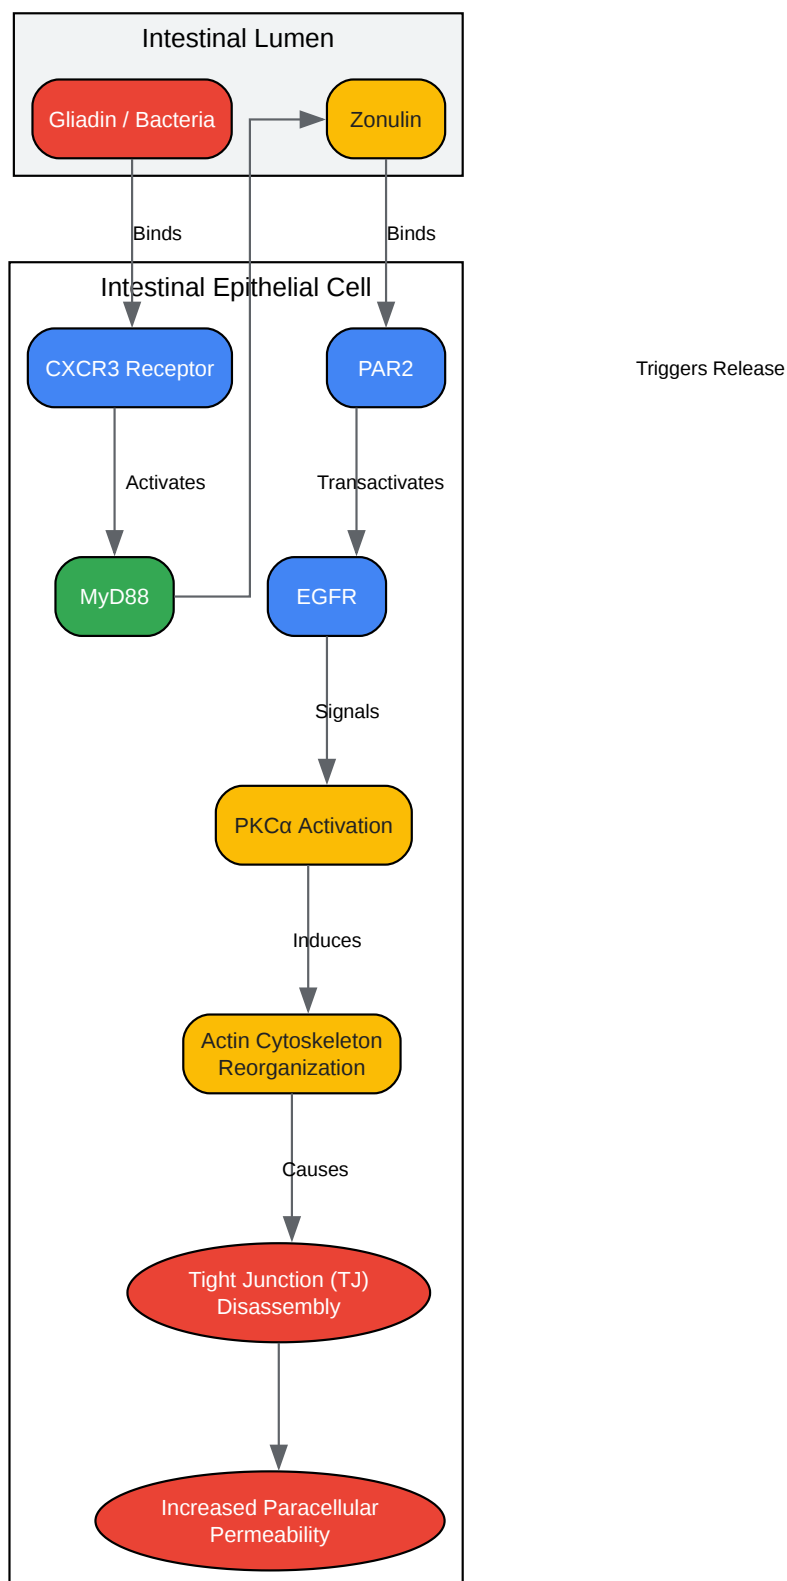 Intestinal Lumen
Gliadin / Bacteria
Zonulin
Binds
Binds
Intestinal Epithelial Cell
CXCR3 Receptor
PAR2
Triggers Release
Activates
Transactivates
MyD88
EGFR
Signals
PKCα Activation
Induces
Actin Cytoskeleton
Reorganization
Causes
Tight Junction (TJ)
Disassembly
Increased Paracellular
Permeability